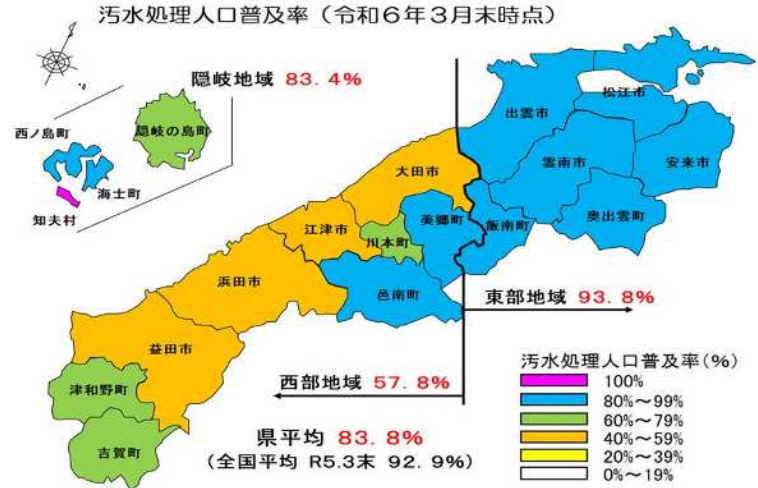 汚水処理人口普及率（令和６年３月末時点）
隠岐地域 83.4%
隠岐の島町
西ノ島町
海士町
知夫村
松江市
出雲市
雲南市
安来市
大田市
美郷町
飯南町
奥出雲町
江津市
川本町
浜田市
邑南町
東部地域 93.8%
益田市
西部地域 57.8%
津和野町
吉賀町
県平均 83.8%
(全国平均 R5.3末 92.9%)
汚水処理人口普及率(%)
100%
80%～99%
60%～79%
40%～59%
20%～39%
0%～19%